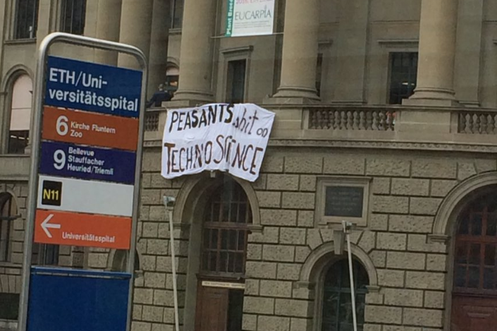 EUCARPIA
ETH/Uni-
versitätsspital
6 Kirche Fluntern
Zoo
9 Bellevue
Stauffacher
Heuried/Triemli
N11
Universitätsspital
PEASANTS shit on
TECHNOSCIENCE